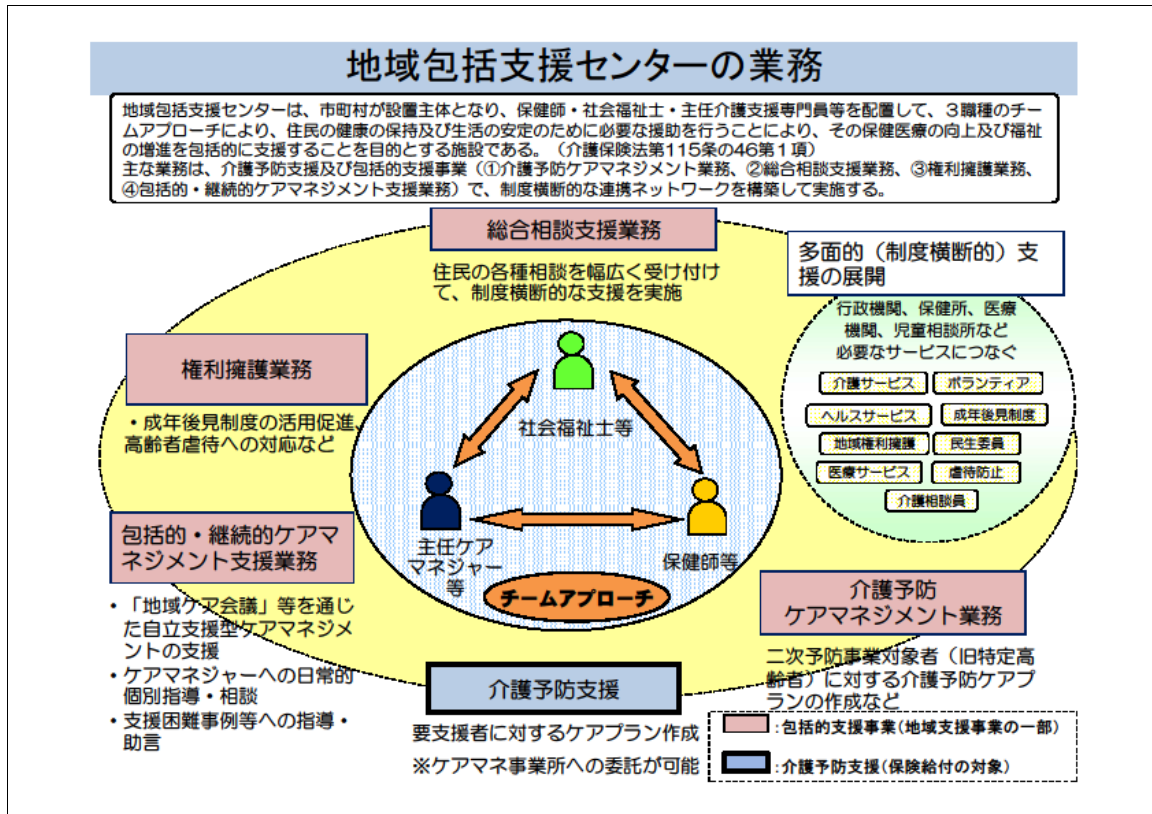 地域包括支援センターの業務
地域包括支援センターは、市町村が設置主体となり、保健師・社会福祉士・主任介護支援専門員等を配置して、３職種のチー
ムアプローチにより、住民の健康の保持及び生活の安定のために必要な援助を行うことにより、その保健医療の向上及び福祉
の増進を包括的に支援することを目的とする施設である。（介護保険法第115条の46第１項）
主な業務は、介護予防支援及び包括的支援事業（①介護予防ケアマネジメント業務、②総合相談支援業務、③権利擁護業務、
④包括的・継続的ケアマネジメント支援業務）で、制度横断的な連携ネットワークを構築して実施する。
総合相談支援業務
住民の各種相談を幅広く受け付け
て、制度横断的な支援を実施
多面的（制度横断的）支
援の展開
行政機関、保健所、医療
機関、児童相談所など
必要なサービスにつなぐ
介護サービス
ボランティア
ヘルスサービス
成年後見制度
地域権利擁護
民生委員
医療サービス
虐待防止
介護相談員
権利擁護業務
・成年後見制度の活用促進、
高齢者虐待への対応など
社会福祉士等
主任ケア
マネジャー
等
保健師等
チームアプローチ
包括的・継続的ケアマ
ネジメント支援業務
・「地域ケア会議」等を通じ
た自立支援型ケアマネジメ
ントの支援
・ケアマネジャーへの日常的
個別指導・相談
・支援困難事例等への指導・
助言
介護予防
ケアマネジメント業務
二次予防事業対象者（旧特定高
齢者）に対する介護予防ケアプ
ランの作成など
介護予防支援
要支援者に対するケアプラン作成
※ケアマネ事業所への委託が可能
：包括的支援事業（地域支援事業の一部）
：介護予防支援（保険給付の対象）